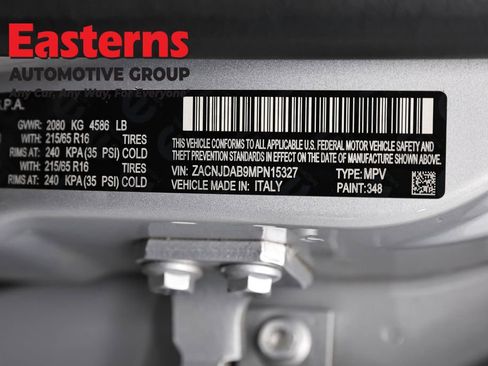 Easterns
AUTOMOTIVE GROUP
Any Car, Any Way, For Everyone
S.P.A.
GVWR: 2080 KG 4586 LB
WITH: 215/65 R16 TIRES
RIMS AT: 240 KPA(35 PSI) COLD
WITH: 215/65 R16 TIRES
RIMS AT: 240 KPA(35 PSI) COLD
THIS VEHICLE CONFORMS TO ALL APPLICABLE U.S. FEDERAL MOTOR VEHICLE SAFETY AND
THEFT PREVENTION STANDARDS IN EFFECT ON THE DATE OF MANUFACTURE SHOWN ABOVE.
VIN: ZACNJDAB9MPN15327 TYPE: MPV
VEHICLE MADE IN: ITALY PAINT: 348